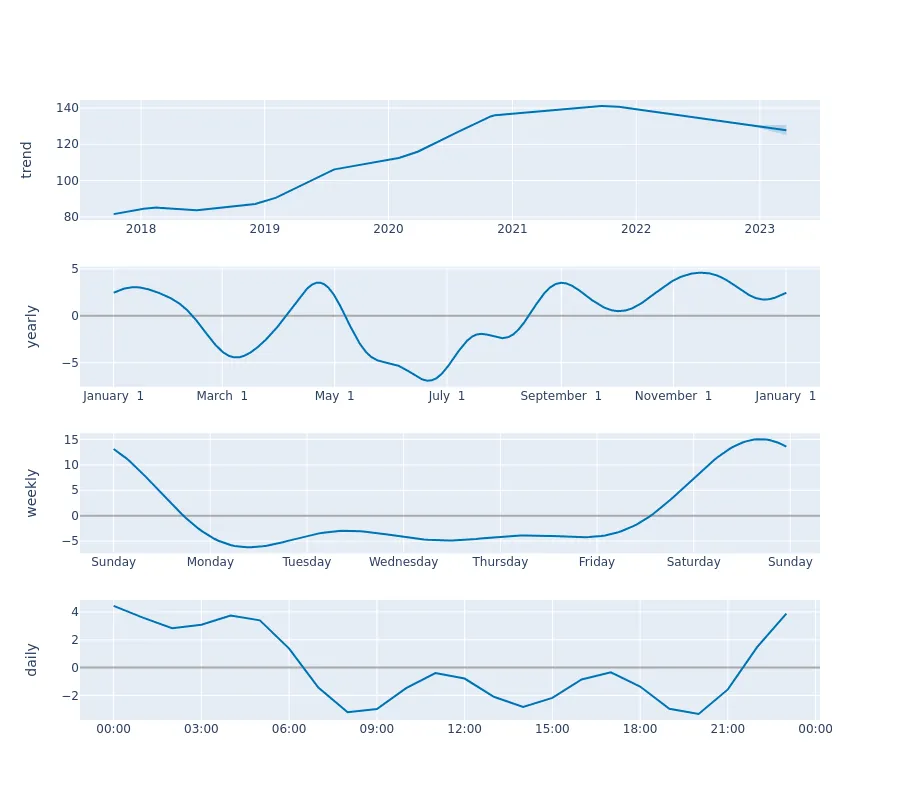 trend
140
120
100
80
2018 2019 2020 2021 2022 2023
yearly
5
0
−5
January 1 March 1 May 1 July 1 September 1 November 1 January 1
weekly
15
10
5
0
−5
Sunday Monday Tuesday Wednesday Thursday Friday Saturday Sunday
daily
4
2
0
−2
00:00 03:00 06:00 09:00 12:00 15:00 18:00 21:00 00:00